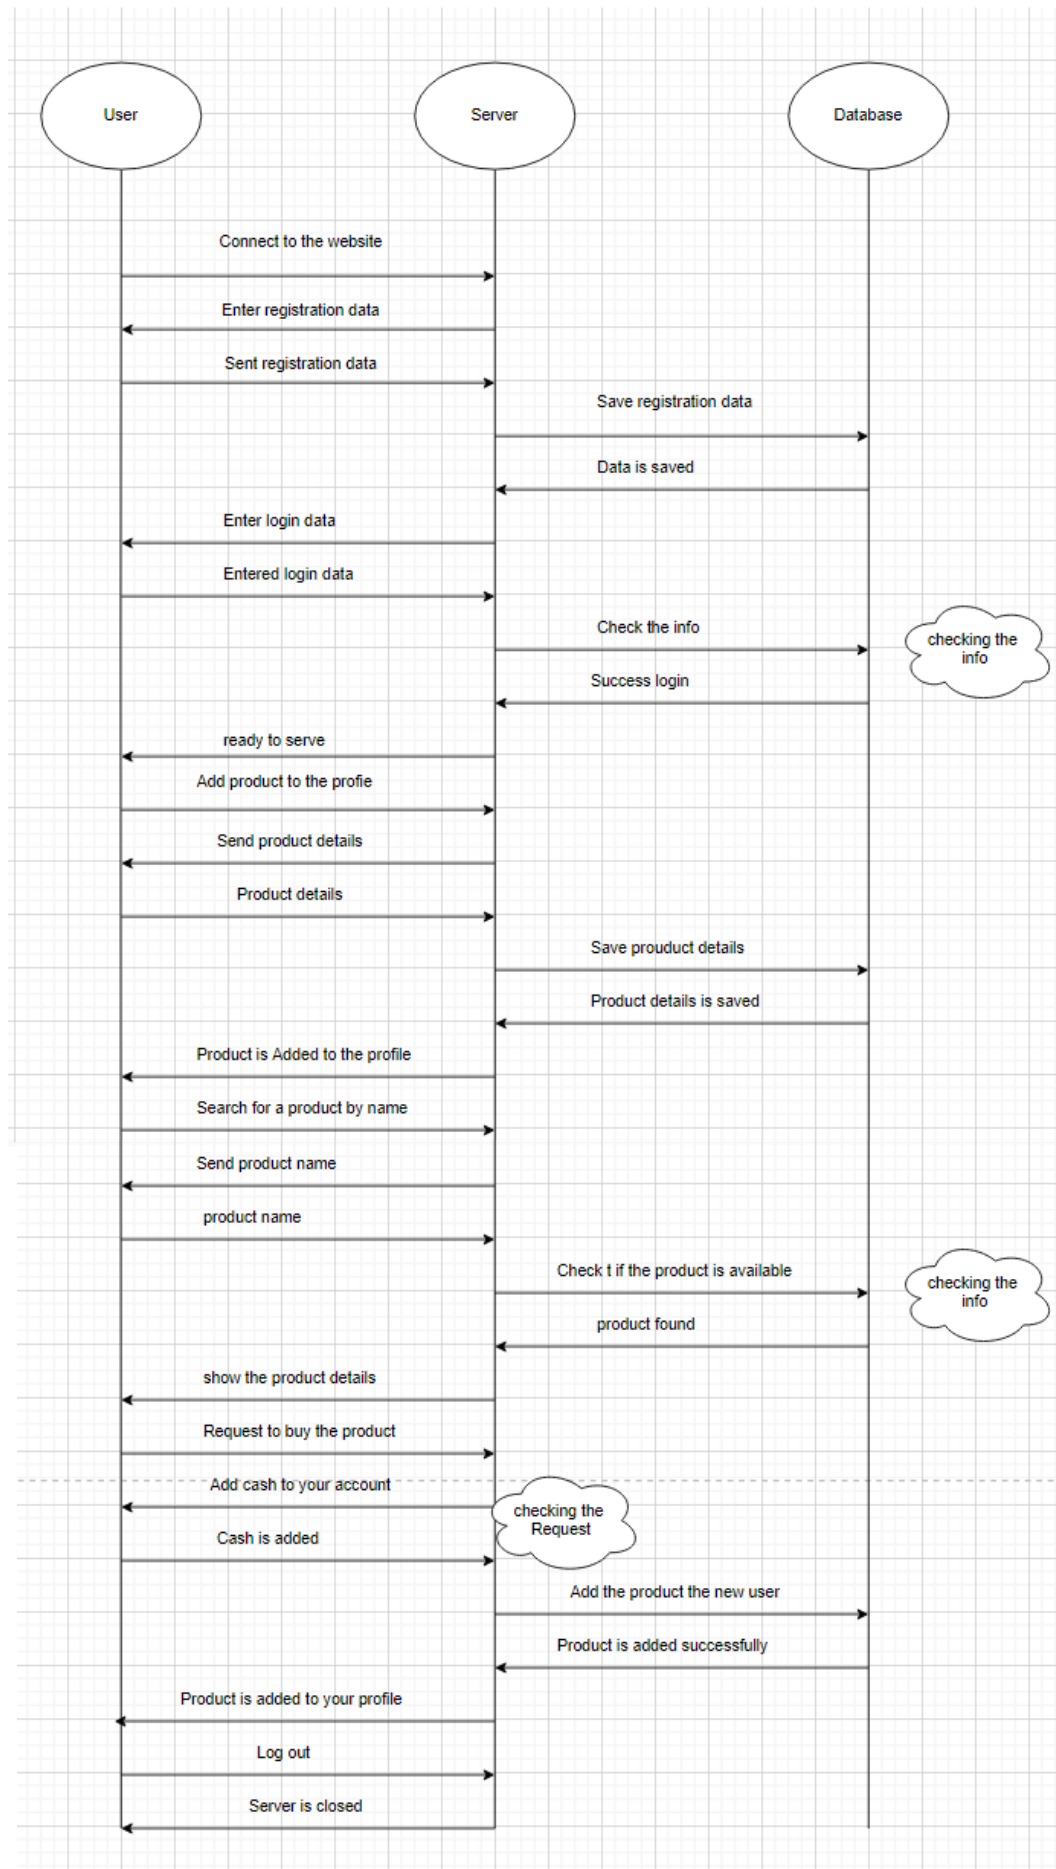 User
Server
Database
Connect to the website
Enter registration data
Sent registration data
Save registration data
Data is saved
Enter login data
Entered login data
Check the info
checking the
info
Success login
ready to serve
Add product to the profie
Send product details
Product details
Save prouduct details
Product details is saved
Product is Added to the profile
Search for a product by name
Send product name
product name
Check t if the product is available
checking the
info
product found
show the product details
Request to buy the product
Add cash to your account
checking the
Request
Cash is added
Add the product the new user
Product is added successfully
Product is added to your profile
Log out
Server is closed